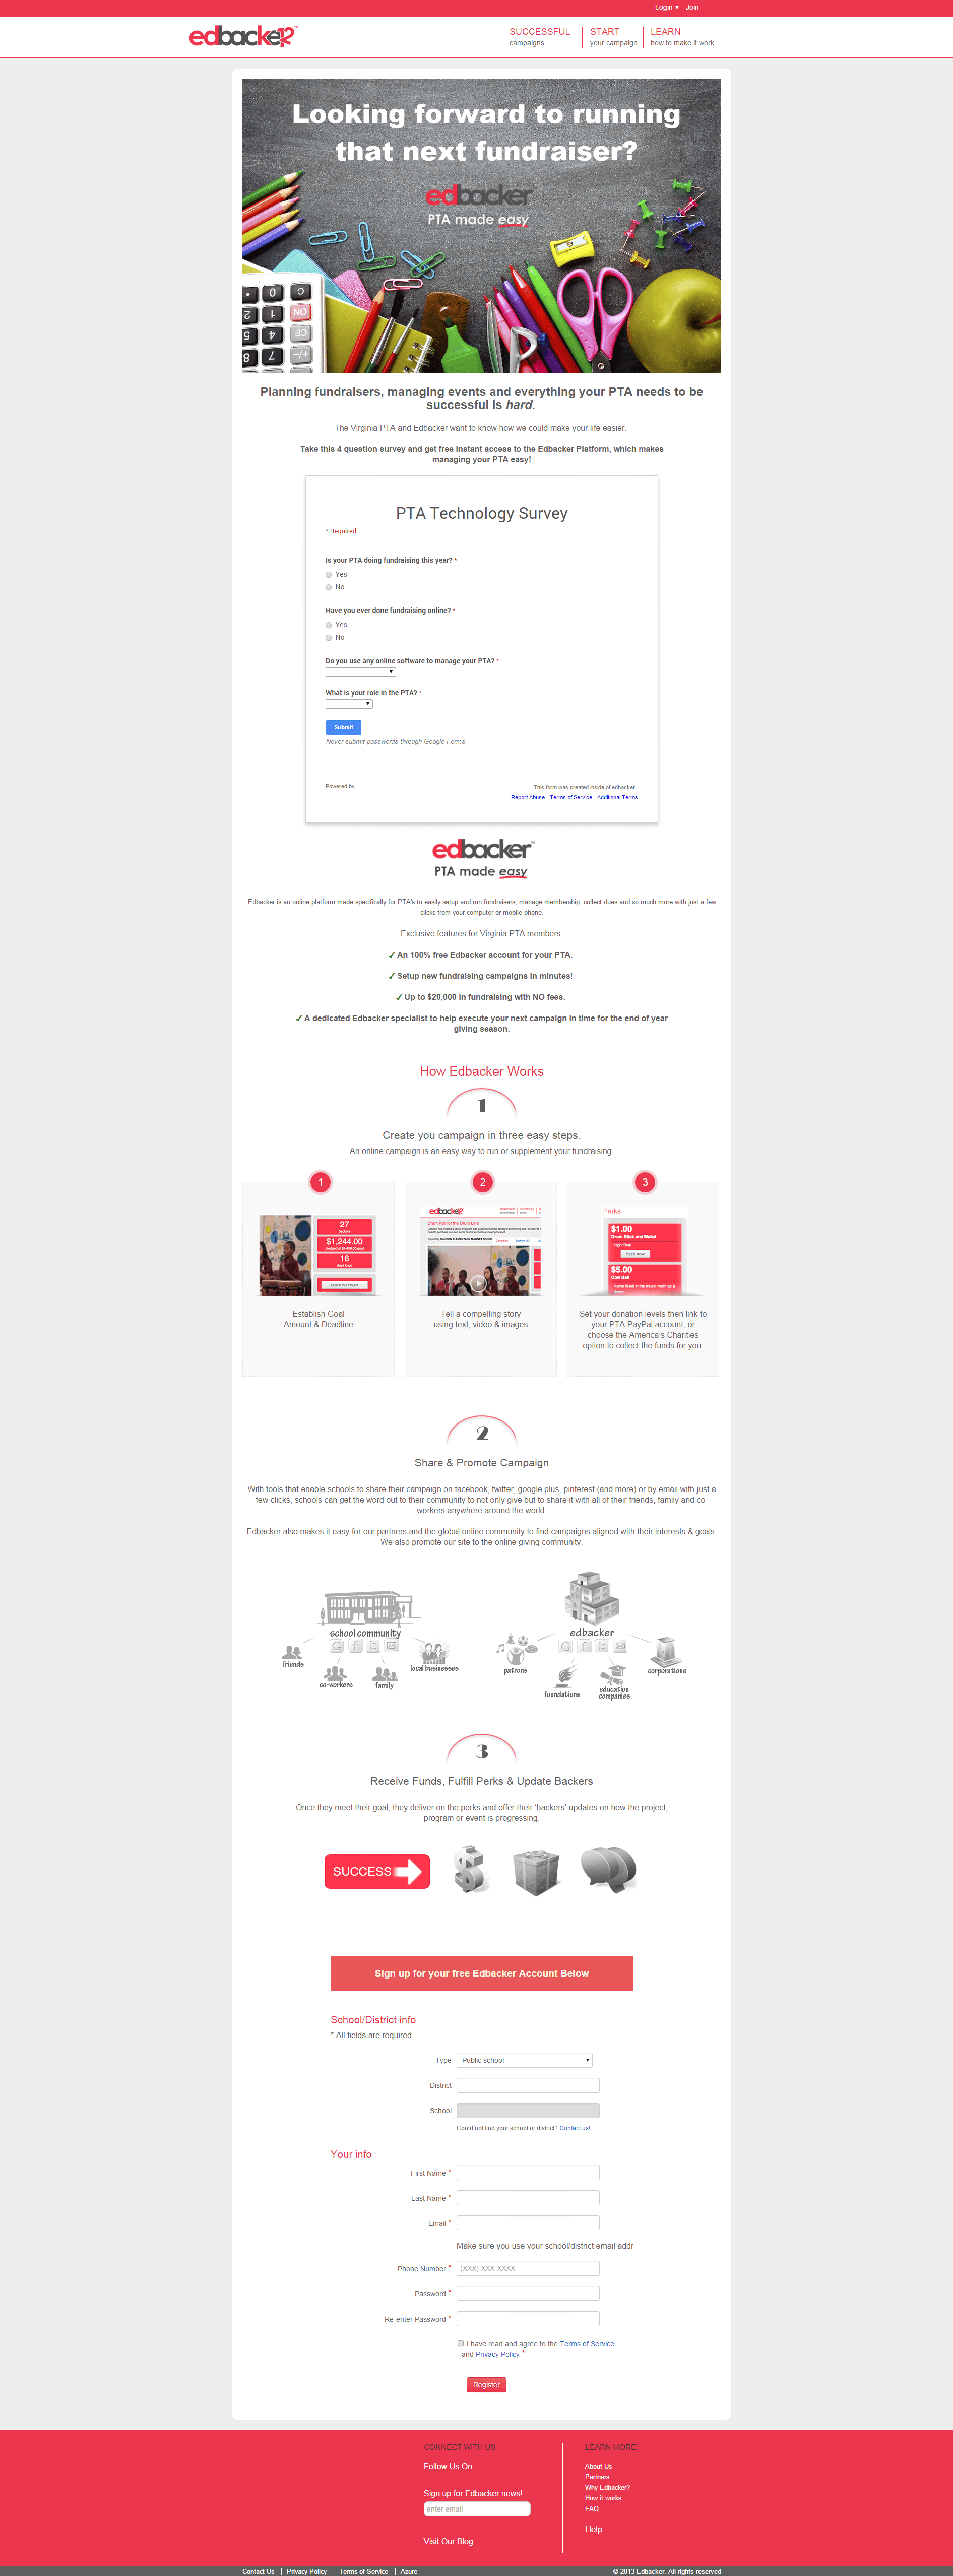 Login ▼ Join
edbacker™
SUCCESSFUL
campaigns
START
your campaign
LEARN
how to make it work
Looking forward to running
that next fundraiser?
edbacker
PTA made easy
Planning fundraisers, managing events and everything your PTA needs to be
successful is hard.
The Virginia PTA and Edbacker want to know how we could make your life easier.
Take this 4 question survey and get free instant access to the Edbacker Platform, which makes
managing your PTA easy!
PTA Technology Survey
* Required
Is your PTA doing fundraising this year? *
Yes
No
Have you ever done fundraising online? *
Yes
No
Do you use any online software to manage your PTA? *
What is your role in the PTA? *
Submit
Never submit passwords through Google Forms.
Powered by
This form was created inside of edbacker.
Report Abuse - Terms of Service - Additional Terms
edbacker™
PTA made easy
Edbacker is an online platform made specifically for PTA's to easily setup and run fundraisers, manage membership, collect dues and so much more with just a few
clicks from your computer or mobile phone.
Exclusive features for Virginia PTA members
✓ An 100% free Edbacker account for your PTA.
✓ Setup new fundraising campaigns in minutes!
✓ Up to $20,000 in fundraising with NO fees.
✓ A dedicated Edbacker specialist to help execute your next campaign in time for the end of year
giving season.
How Edbacker Works
1
Create you campaign in three easy steps.
An online campaign is an easy way to run or supplement your fundraising.
1
27
$1,244.00
16
days to go
Establish Goal
Amount & Deadline
2
edbacker
Drum Roll for the Drum Line
Tell a compelling story
using text, video & images
3
Perks
$1.00
Drum Stick and Mallet
High Five!
Back now
$5.00
Cow Bell
Set your donation levels then link to
your PTA PayPal account, or
choose the America's Charities
option to collect the funds for you.
2
Share & Promote Campaign
With tools that enable schools to share their campaign on facebook, twitter, google plus, pinterest (and more) or by email with just a
few clicks, schools can get the word out to their community to not only give but to share it with all of their friends, family and co-
workers anywhere around the world.
Edbacker also makes it easy for our partners and the global online community to find campaigns aligned with their interests & goals.
We also promote our site to the online giving community.
school community
friends
co-workers
family
local businesses
edbacker
patrons
foundations
education
companies
corporations
3
Receive Funds, Fulfill Perks & Update Backers
Once they meet their goal, they deliver on the perks and offer their 'backers' updates on how the project,
program or event is progressing.
SUCCESS
Sign up for your free Edbacker Account Below
School/District info
* All fields are required
Type Public school
District
School
Could not find your school or district? Contact us!
Your info
First Name *
Last Name *
Email *
Make sure you use your school/district email addr
Phone Number * (XXX) XXX-XXXX
Password *
Re-enter Password *
I have read and agree to the Terms of Service
and Privacy Policy *
Register
CONNECT WITH US
Follow Us On
Sign up for Edbacker news!
enter email
Visit Our Blog
LEARN MORE
About Us
Partners
Why Edbacker?
How it works
FAQ
Help
Contact Us | Privacy Policy | Terms of Service | Azure
© 2013 Edbacker. All rights reserved